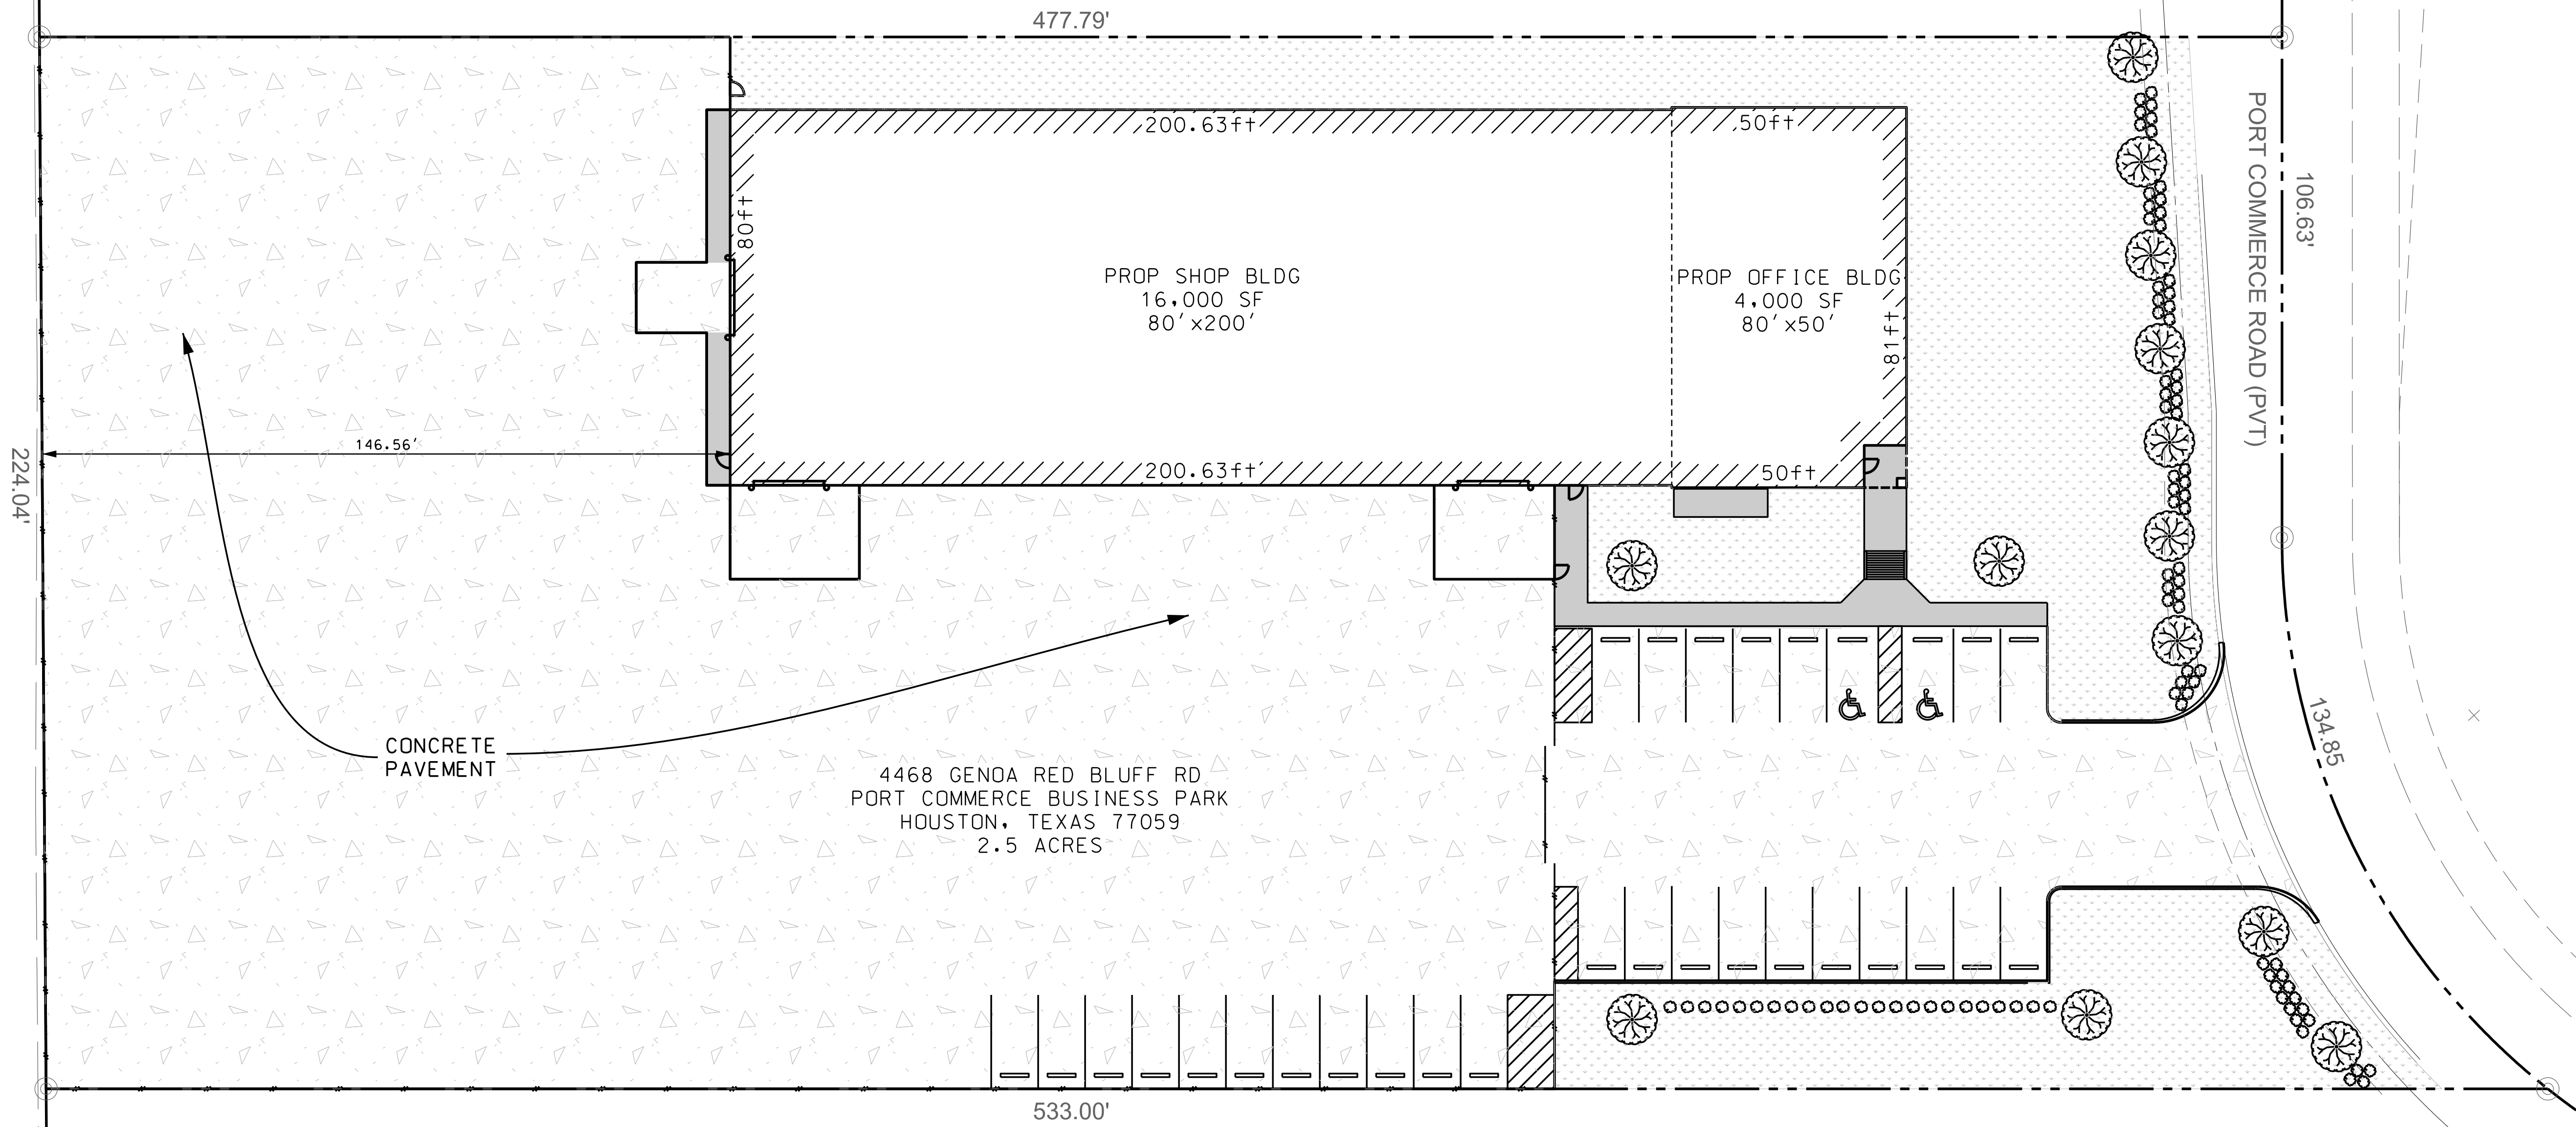 477.79'
PORT COMMERCE ROAD (PVT)
106.63'
200.63ft
50ft
80ft
PROP SHOP BLDG
16,000 SF
80'x200'
PROP OFFICE BLDG
4,000 SF
80'x50'
81ft
146.56'
200.63ft
50ft
224.04'
134.85
CONCRETE
PAVEMENT
4468 GENOA RED BLUFF RD
PORT COMMERCE BUSINESS PARK
HOUSTON, TEXAS 77059
2.5 ACRES
533.00'